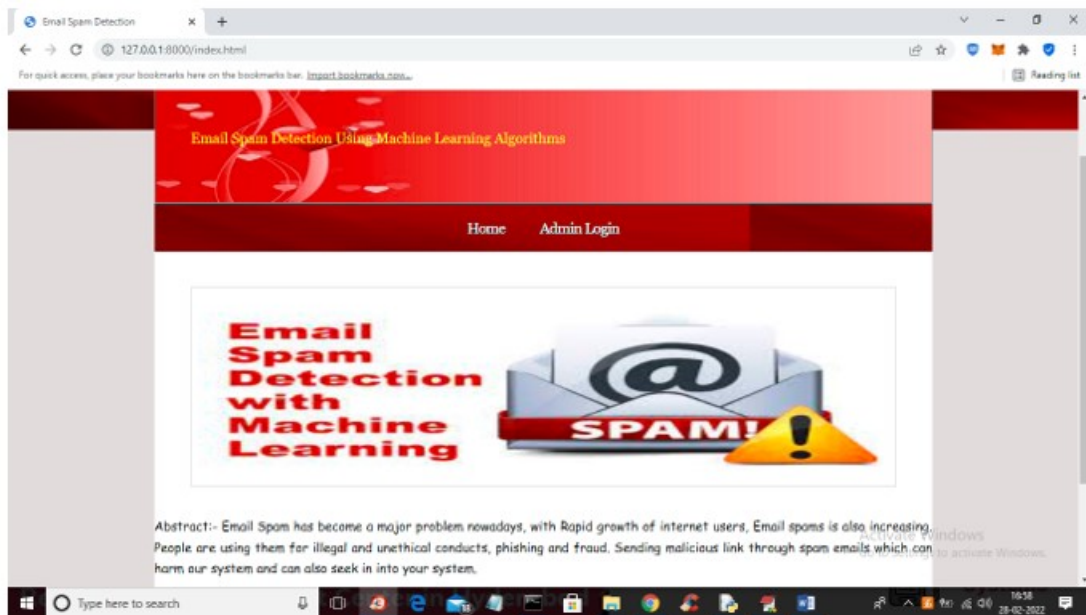 Email Spam Detection
127.0.0.1:8000/index.html
For quick access, place your bookmarks here on the bookmarks bar. Import bookmarks now...
Reading list
Email Spam Detection Using Machine Learning Algorithms
Home Admin Login
Email
Spam
Detection
with
Machine
Learning
@
SPAM!
Abstract:- Email Spam has become a major problem nowadays, with Rapid growth of internet users, Email spams is also increasing.
People are using them for illegal and unethical conducts, phishing and fraud. Sending malicious link through spam emails which can
harm our system and can also seek in into your system.
Activate Windows
to activate Windows.
Type here to search
16:58
28-02-2022